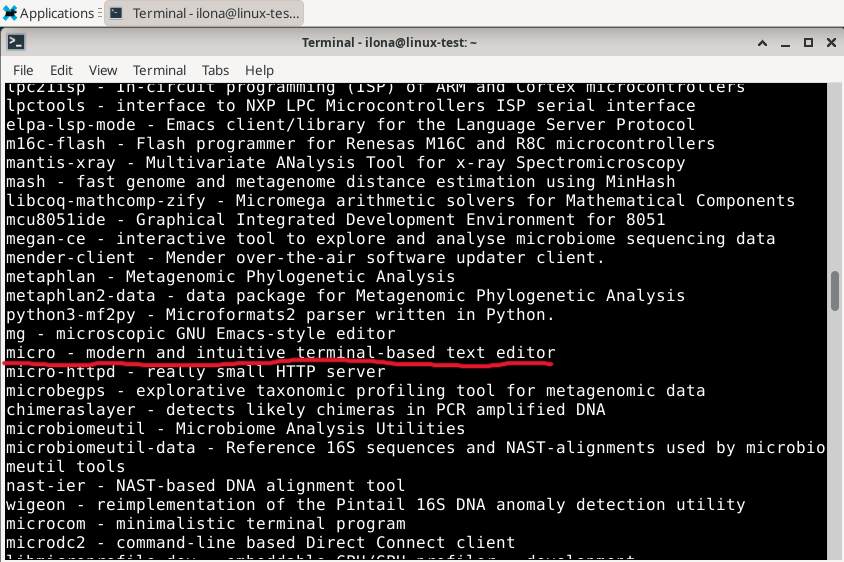 Applications
Terminal - ilona@linux-tes...
Terminal - ilona@linux-test: ~
File Edit View Terminal Tabs Help
lpc21isp - In-circuit programming (ISP) of ARM and Cortex microcontrollers
lpctools - interface to NXP LPC Microcontrollers ISP serial interface
elpa-lsp-mode - Emacs client/library for the Language Server Protocol
m16c-flash - Flash programmer for Renesas M16C and R8C microcontrollers
mantis-xray - Multivariate ANalysis Tool for x-ray Spectromicroscopy
mash - fast genome and metagenome distance estimation using MinHash
libcoq-mathcomp-zify - Micromega arithmetic solvers for Mathematical Components
mcu8051ide - Graphical Integrated Development Environment for 8051
megan-ce - interactive tool to explore and analyse microbiome sequencing data
mender-client - Mender over-the-air software updater client.
metaphlan - Metagenomic Phylogenetic Analysis
metaphlan2-data - data package for Metagenomic Phylogenetic Analysis
python3-mf2py - Microformats2 parser written in Python.
mg - microscopic GNU Emacs-style editor
micro - modern and intuitive terminal-based text editor
micro-httpd - really small HTTP server
microbegps - explorative taxonomic profiling tool for metagenomic data
chimeraslayer - detects likely chimeras in PCR amplified DNA
microbiomeutil - Microbiome Analysis Utilities
microbiomeutil-data - Reference 16S sequences and NAST-alignments used by microbio
meutil tools
nast-ier - NAST-based DNA alignment tool
wigeon - reimplementation of the Pintail 16S DNA anomaly detection utility
microcom - minimalistic terminal program
microdc2 - command-line based Direct Connect client